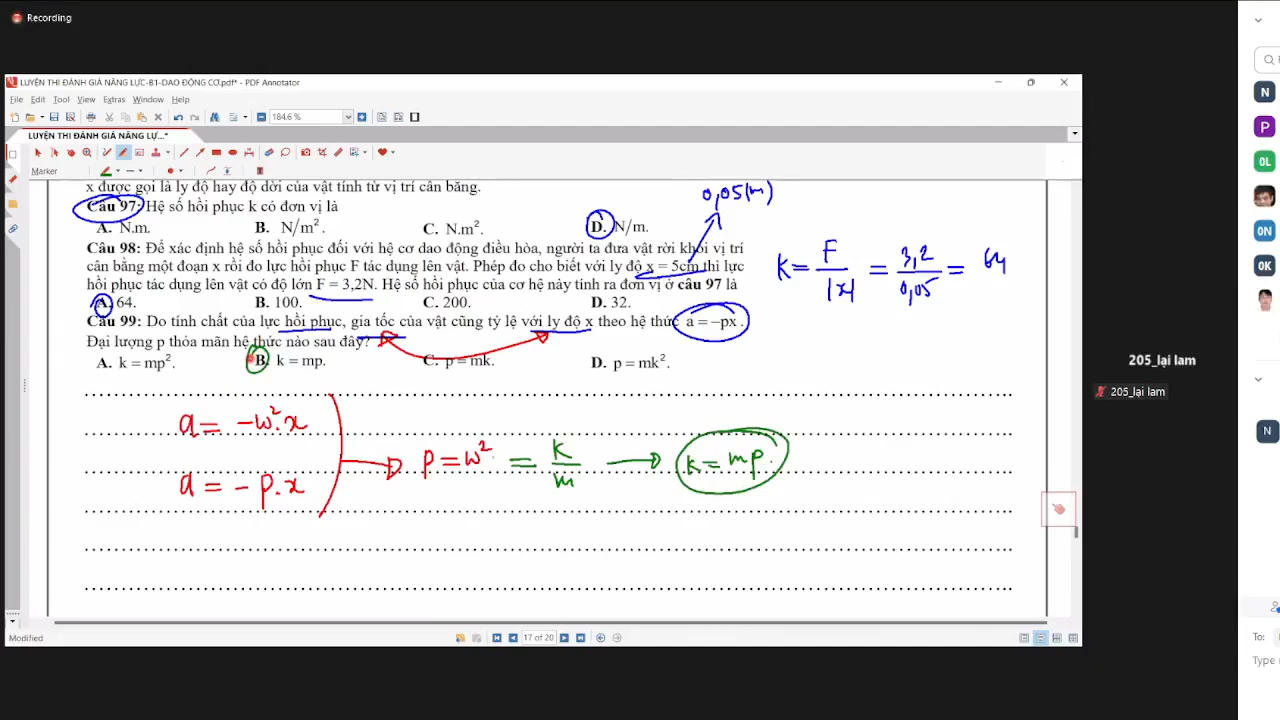 Recording
LUYỆN THI ĐÁNH GIÁ NĂNG LỰC-B1-DAO ĐỘNG CƠ.pdf* - PDF Annotator
File Edit Tool View Extras Window Help
184.6 %
LUYỆN THI ĐÁNH GIÁ NĂNG LỰ...*
Marker
x được gọi là ly độ hay độ dời của vật tính từ vị trí cân bằng.
0,05(m)
Câu 97: Hệ số hồi phục k có đơn vị là
A. N.m. B. N/m². C. N.m². D. N/m.
Câu 98: Để xác định hệ số hồi phục đối với hệ cơ dao động điều hòa, người ta đưa vật rời khỏi vị trí
cân bằng một đoạn x rồi đo lực hồi phục F tác dụng lên vật. Phép đo cho biết với ly độ x = 5cm thì lực
hồi phục tác dụng lên vật có độ lớn F = 3,2N. Hệ số hồi phục của cơ hệ này tính ra đơn vị ở câu 97 là
K = F/|x| = 3,2/0,05 = 64
A. 64. B. 100. C. 200. D. 32.
Câu 99: Do tính chất của lực hồi phục, gia tốc của vật cũng tỷ lệ với ly độ x theo hệ thức a = –px .
Đại lượng p thỏa mãn hệ thức nào sau đây?
A. k = mp². B. k = mp. C. p = mk. D. p = mk².
a = -ω².x
a = - p.x
p = ω² = k/m → k = mp.
Modified
17 of 20
N
P
OL
0N
OK
205_lại lam
205_lại lam
N
To:
Type